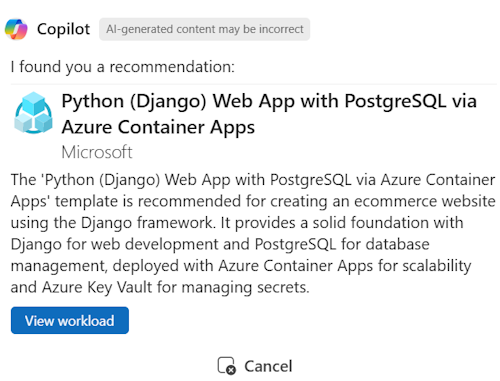 Copilot AI-generated content may be incorrect
I found you a recommendation:
Python (Django) Web App with PostgreSQL via
Azure Container Apps
Microsoft
The 'Python (Django) Web App with PostgreSQL via Azure Container
Apps' template is recommended for creating an ecommerce website
using the Django framework. It provides a solid foundation with
Django for web development and PostgreSQL for database
management, deployed with Azure Container Apps for scalability
and Azure Key Vault for managing secrets.
View workload
Cancel